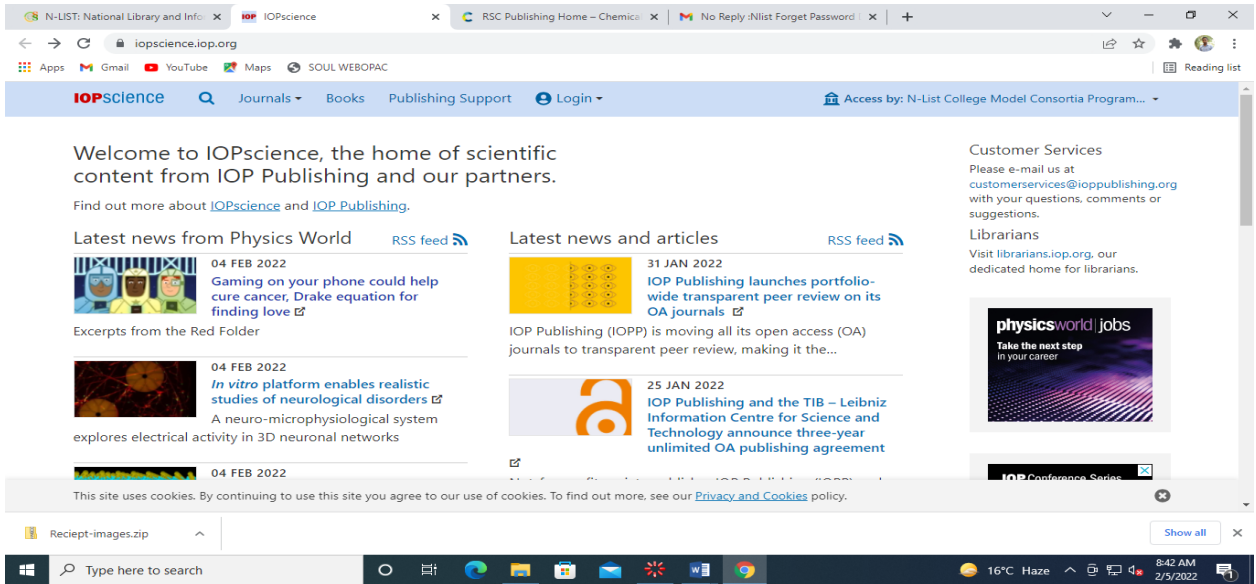 N-LIST: National Library and Info
IOP IOPscience
RSC Publishing Home – Chemica
No Reply :Nlist Forget Password
iopscience.iop.org
Apps Gmail YouTube Maps SOUL WEBOPAC Reading list
IOPSCIENCE Journals Books Publishing Support Login Access by: N-List College Model Consortia Program...
Welcome to IOPscience, the home of scientific
content from IOP Publishing and our partners.
Find out more about IOPscience and IOP Publishing.
Latest news from Physics World RSS feed
04 FEB 2022
Gaming on your phone could help
cure cancer, Drake equation for
finding love
Excerpts from the Red Folder
04 FEB 2022
In vitro platform enables realistic
studies of neurological disorders
A neuro-microphysiological system
explores electrical activity in 3D neuronal networks
04 FEB 2022
Latest news and articles RSS feed
31 JAN 2022
IOP Publishing launches portfolio-
wide transparent peer review on its
OA journals
IOP Publishing (IOPP) is moving all its open access (OA)
journals to transparent peer review, making it the...
25 JAN 2022
IOP Publishing and the TIB – Leibniz
Information Centre for Science and
Technology announce three-year
unlimited OA publishing agreement
Customer Services
Please e-mail us at
customerservices@ioppublishing.org
with your questions, comments or
suggestions.
Librarians
Visit librarians.iop.org, our
dedicated home for librarians.
physicsworld jobs
Take the next step
in your career
IOP Conference Series
This site uses cookies. By continuing to use this site you agree to our use of cookies. To find out more, see our Privacy and Cookies policy.
Reciept-images.zip Show all
Type here to search 16°C Haze 8:42 AM
2/5/2022